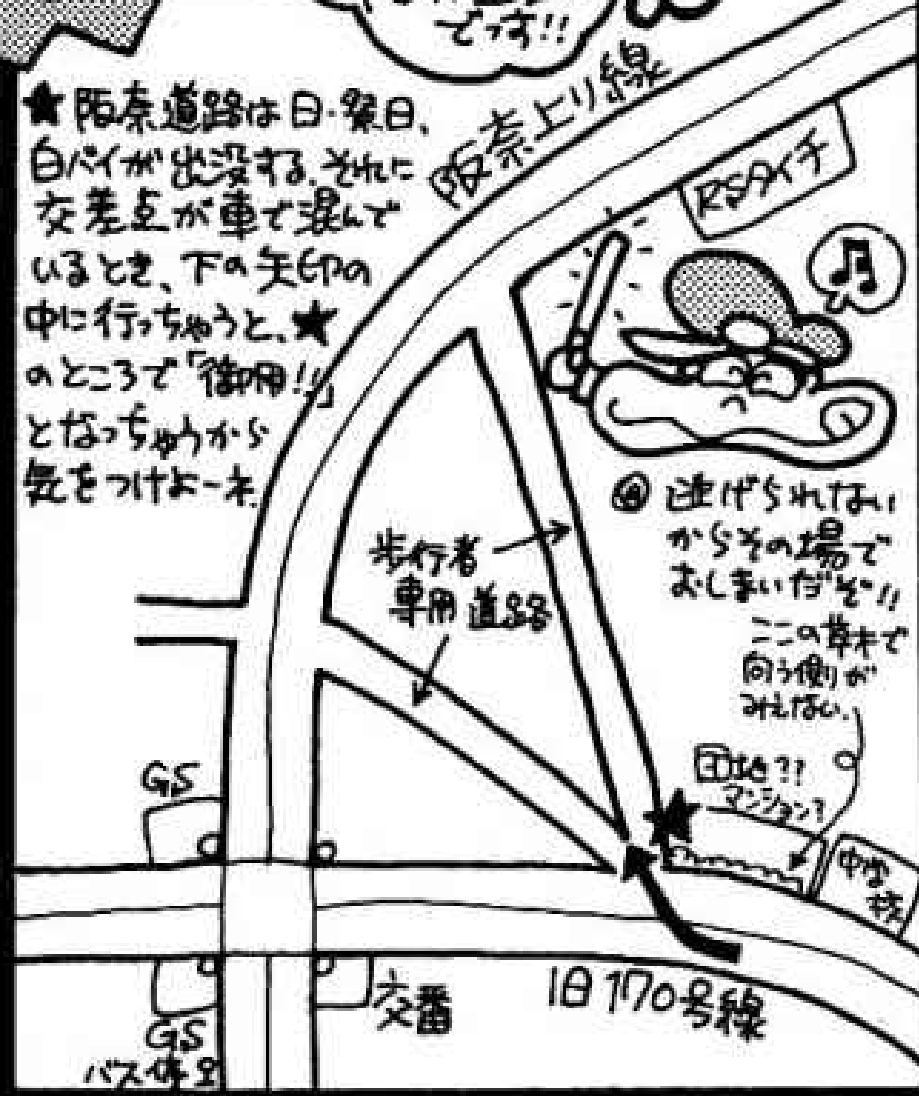 でっす!!
★阪奈道路は日・祭日、
白バイが出没する。それに
交差点が車で混んで
いるとき、下の矢印の
中に行っちゃうと、★
のところで「御用!!」
となっちゃうから
気をつけよーネ。
阪奈上り線
RSタイチ
逃げられない
からその場で
おしまいだぞ!!
歩行者
専用道路
ここの草木で
向う側が
みえない。
団地??
マンション?
中学
校
GS
交番
旧170号線
GS
バス停